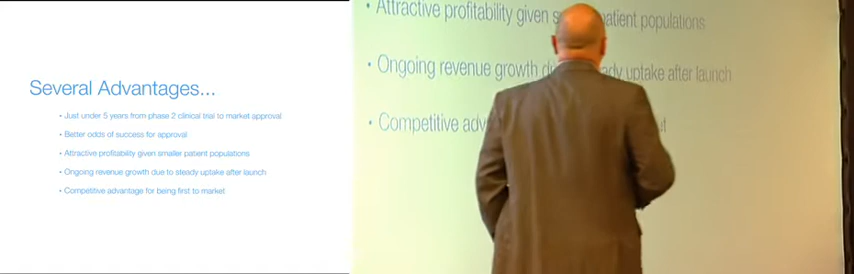 Several Advantages...
• Just under 5 years from phase 2 clinical trial to market approval
• Better odds of success for approval
• Attractive profitability given smaller patient populations
• Ongoing revenue growth due to steady uptake after launch
• Competitive advantage for being first to market
• Attractive profitability given patient populations
• Ongoing revenue growth uptake after launch
• Competitive